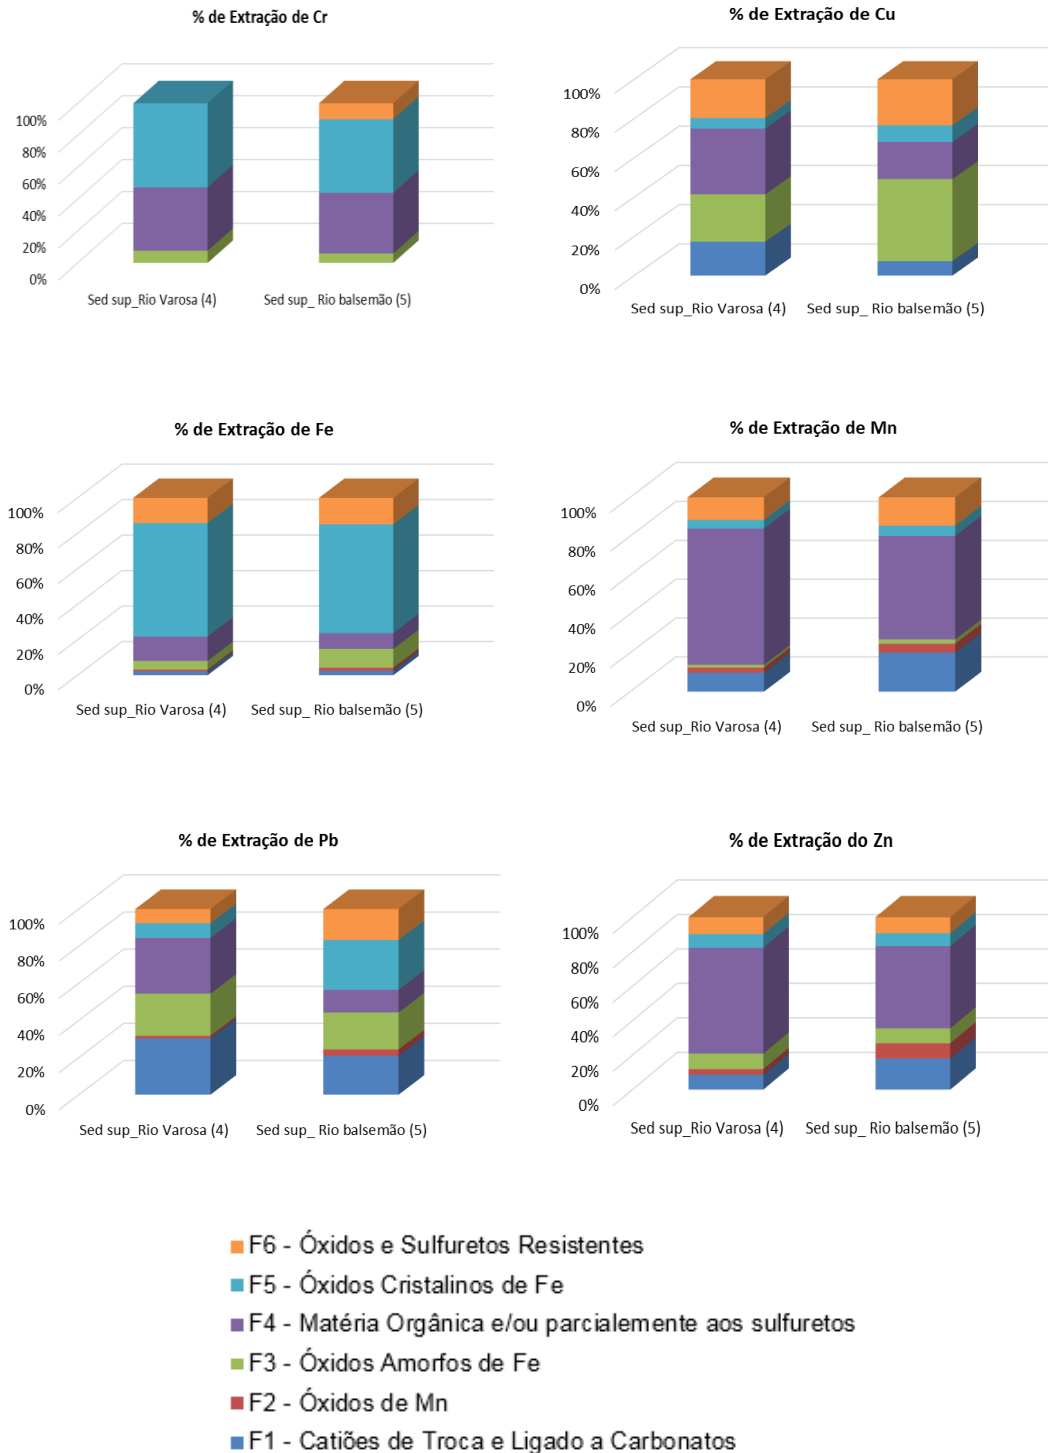 % de Extração de Cr
100%
80%
60%
40%
20%
0%
Sed sup_Rio Varosa (4)
Sed sup_ Rio balsemão (5)
% de Extração de Cu
100%
80%
60%
40%
20%
0%
Sed sup_Rio Varosa (4)
Sed sup_ Rio balsemão (5)
% de Extração de Fe
100%
80%
60%
40%
20%
0%
Sed sup_Rio Varosa (4)
Sed sup_ Rio balsemão (5)
% de Extração de Mn
100%
80%
60%
40%
20%
0%
Sed sup_Rio Varosa (4)
Sed sup_ Rio balsemão (5)
% de Extração de Pb
100%
80%
60%
40%
20%
0%
Sed sup_Rio Varosa (4)
Sed sup_ Rio balsemão (5)
% de Extração do Zn
100%
80%
60%
40%
20%
0%
Sed sup_Rio Varosa (4)
Sed sup_ Rio balsemão (5)
F6 - Óxidos e Sulfuretos Resistentes
F5 - Óxidos Cristalinos de Fe
F4 - Matéria Orgânica e/ou parcialemente aos sulfuretos
F3 - Óxidos Amorfos de Fe
F2 - Óxidos de Mn
F1 - Catiões de Troca e Ligado a Carbonatos